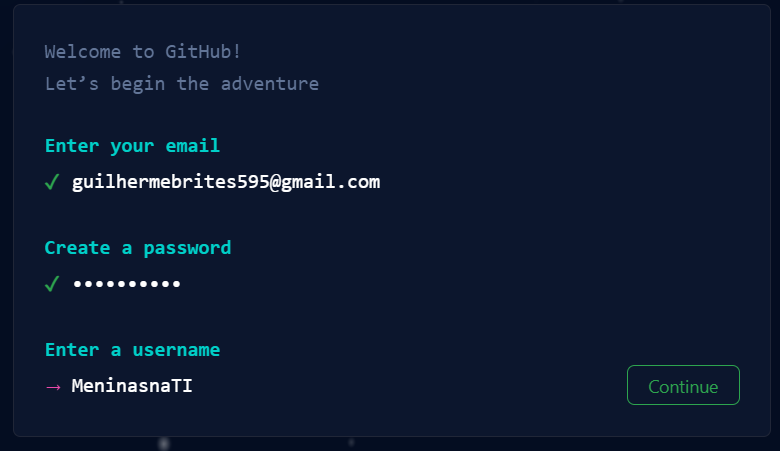 Welcome to GitHub!
Let’s begin the adventure
Enter your email
✓ guilhermebrites595@gmail.com
Create a password
✓ ••••••••••
Enter a username
→ MeninasnaTI
Continue